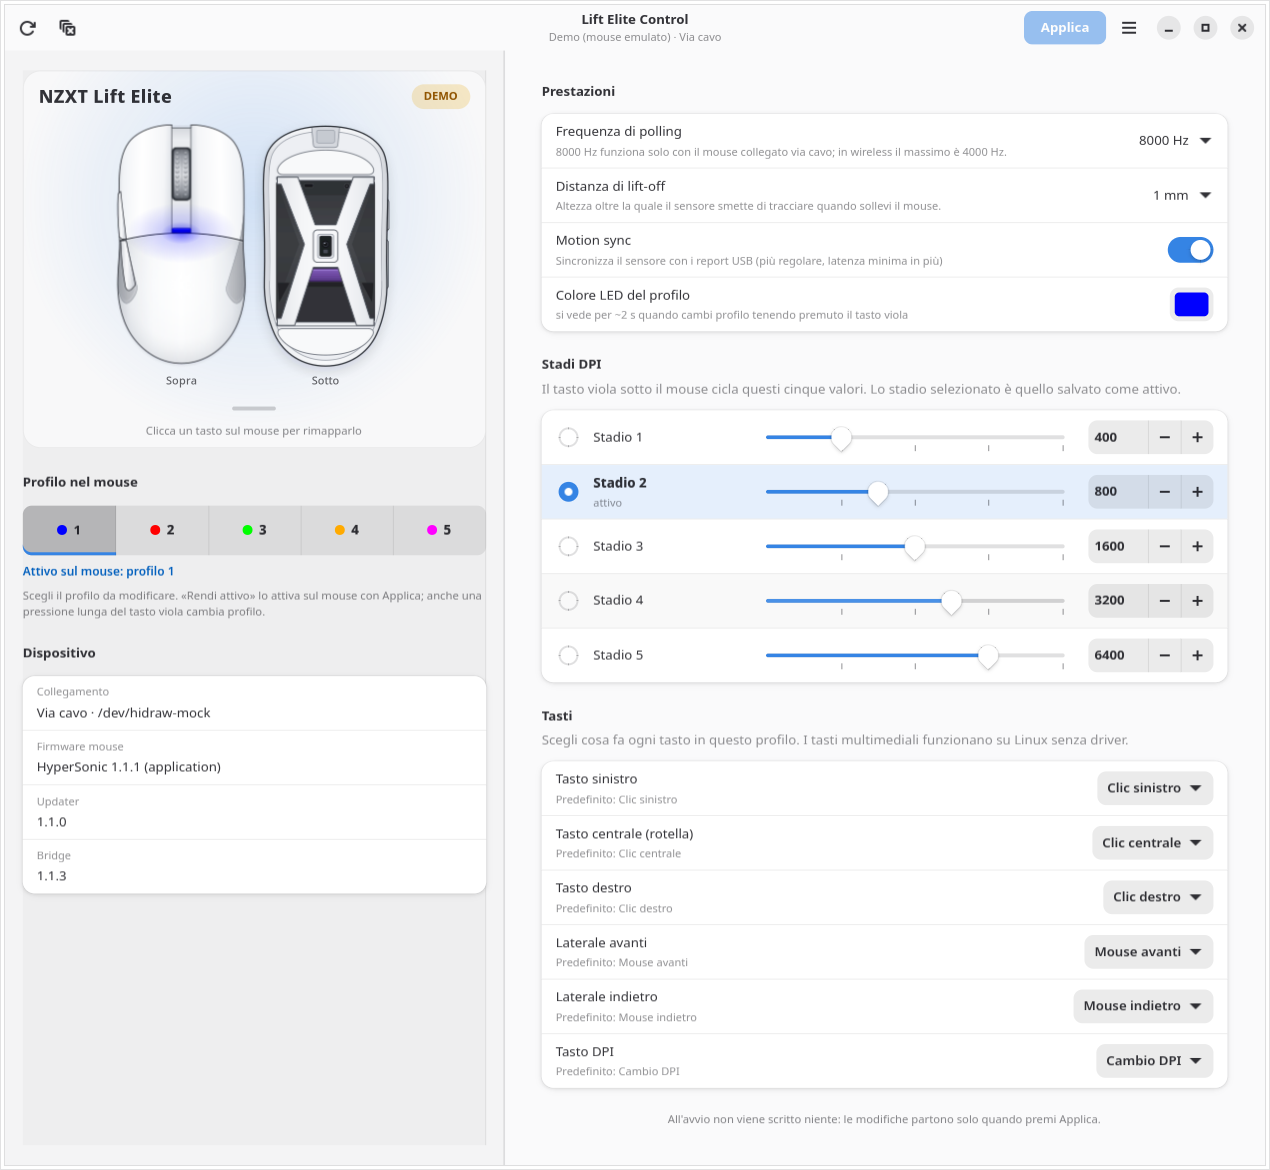 Lift Elite Control
Demo (mouse emulato) · Via cavo
Applica
NZXT Lift Elite
DEMO
Sopra
Sotto
Clicca un tasto sul mouse per rimapparlo
Profilo nel mouse
1
2
3
4
5
Attivo sul mouse: profilo 1
Scegli il profilo da modificare. «Rendi attivo» lo attiva sul mouse con Applica; anche una
pressione lunga del tasto viola cambia profilo.
Dispositivo
Collegamento
Via cavo · /dev/hidraw-mock
Firmware mouse
HyperSonic 1.1.1 (application)
Updater
1.1.0
Bridge
1.1.3
Prestazioni
Frequenza di polling
8000 Hz funziona solo con il mouse collegato via cavo; in wireless il massimo è 4000 Hz.
8000 Hz
Distanza di lift-off
Altezza oltre la quale il sensore smette di tracciare quando sollevi il mouse.
1 mm
Motion sync
Sincronizza il sensore con i report USB (più regolare, latenza minima in più)
Colore LED del profilo
si vede per ~2 s quando cambi profilo tenendo premuto il tasto viola
Stadi DPI
Il tasto viola sotto il mouse cicla questi cinque valori. Lo stadio selezionato è quello salvato come attivo.
Stadio 1
400
Stadio 2
attivo
800
Stadio 3
1600
Stadio 4
3200
Stadio 5
6400
Tasti
Scegli cosa fa ogni tasto in questo profilo. I tasti multimediali funzionano su Linux senza driver.
Tasto sinistro
Predefinito: Clic sinistro
Clic sinistro
Tasto centrale (rotella)
Predefinito: Clic centrale
Clic centrale
Tasto destro
Predefinito: Clic destro
Clic destro
Laterale avanti
Predefinito: Mouse avanti
Mouse avanti
Laterale indietro
Predefinito: Mouse indietro
Mouse indietro
Tasto DPI
Predefinito: Cambio DPI
Cambio DPI
All'avvio non viene scritto niente: le modifiche partono solo quando premi Applica.